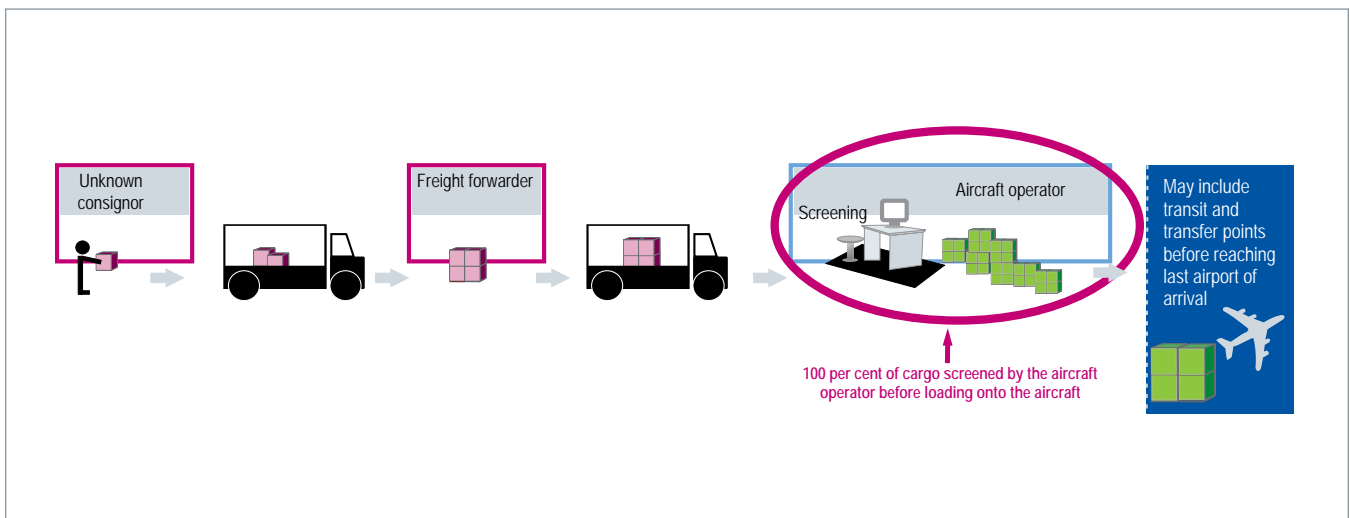 Unknown
consignor
Freight forwarder
Screening
Aircraft operator
100 per cent of cargo screened by the aircraft
operator before loading onto the aircraft
May include
transit and
transfer points
before reaching
last airport of
arrival